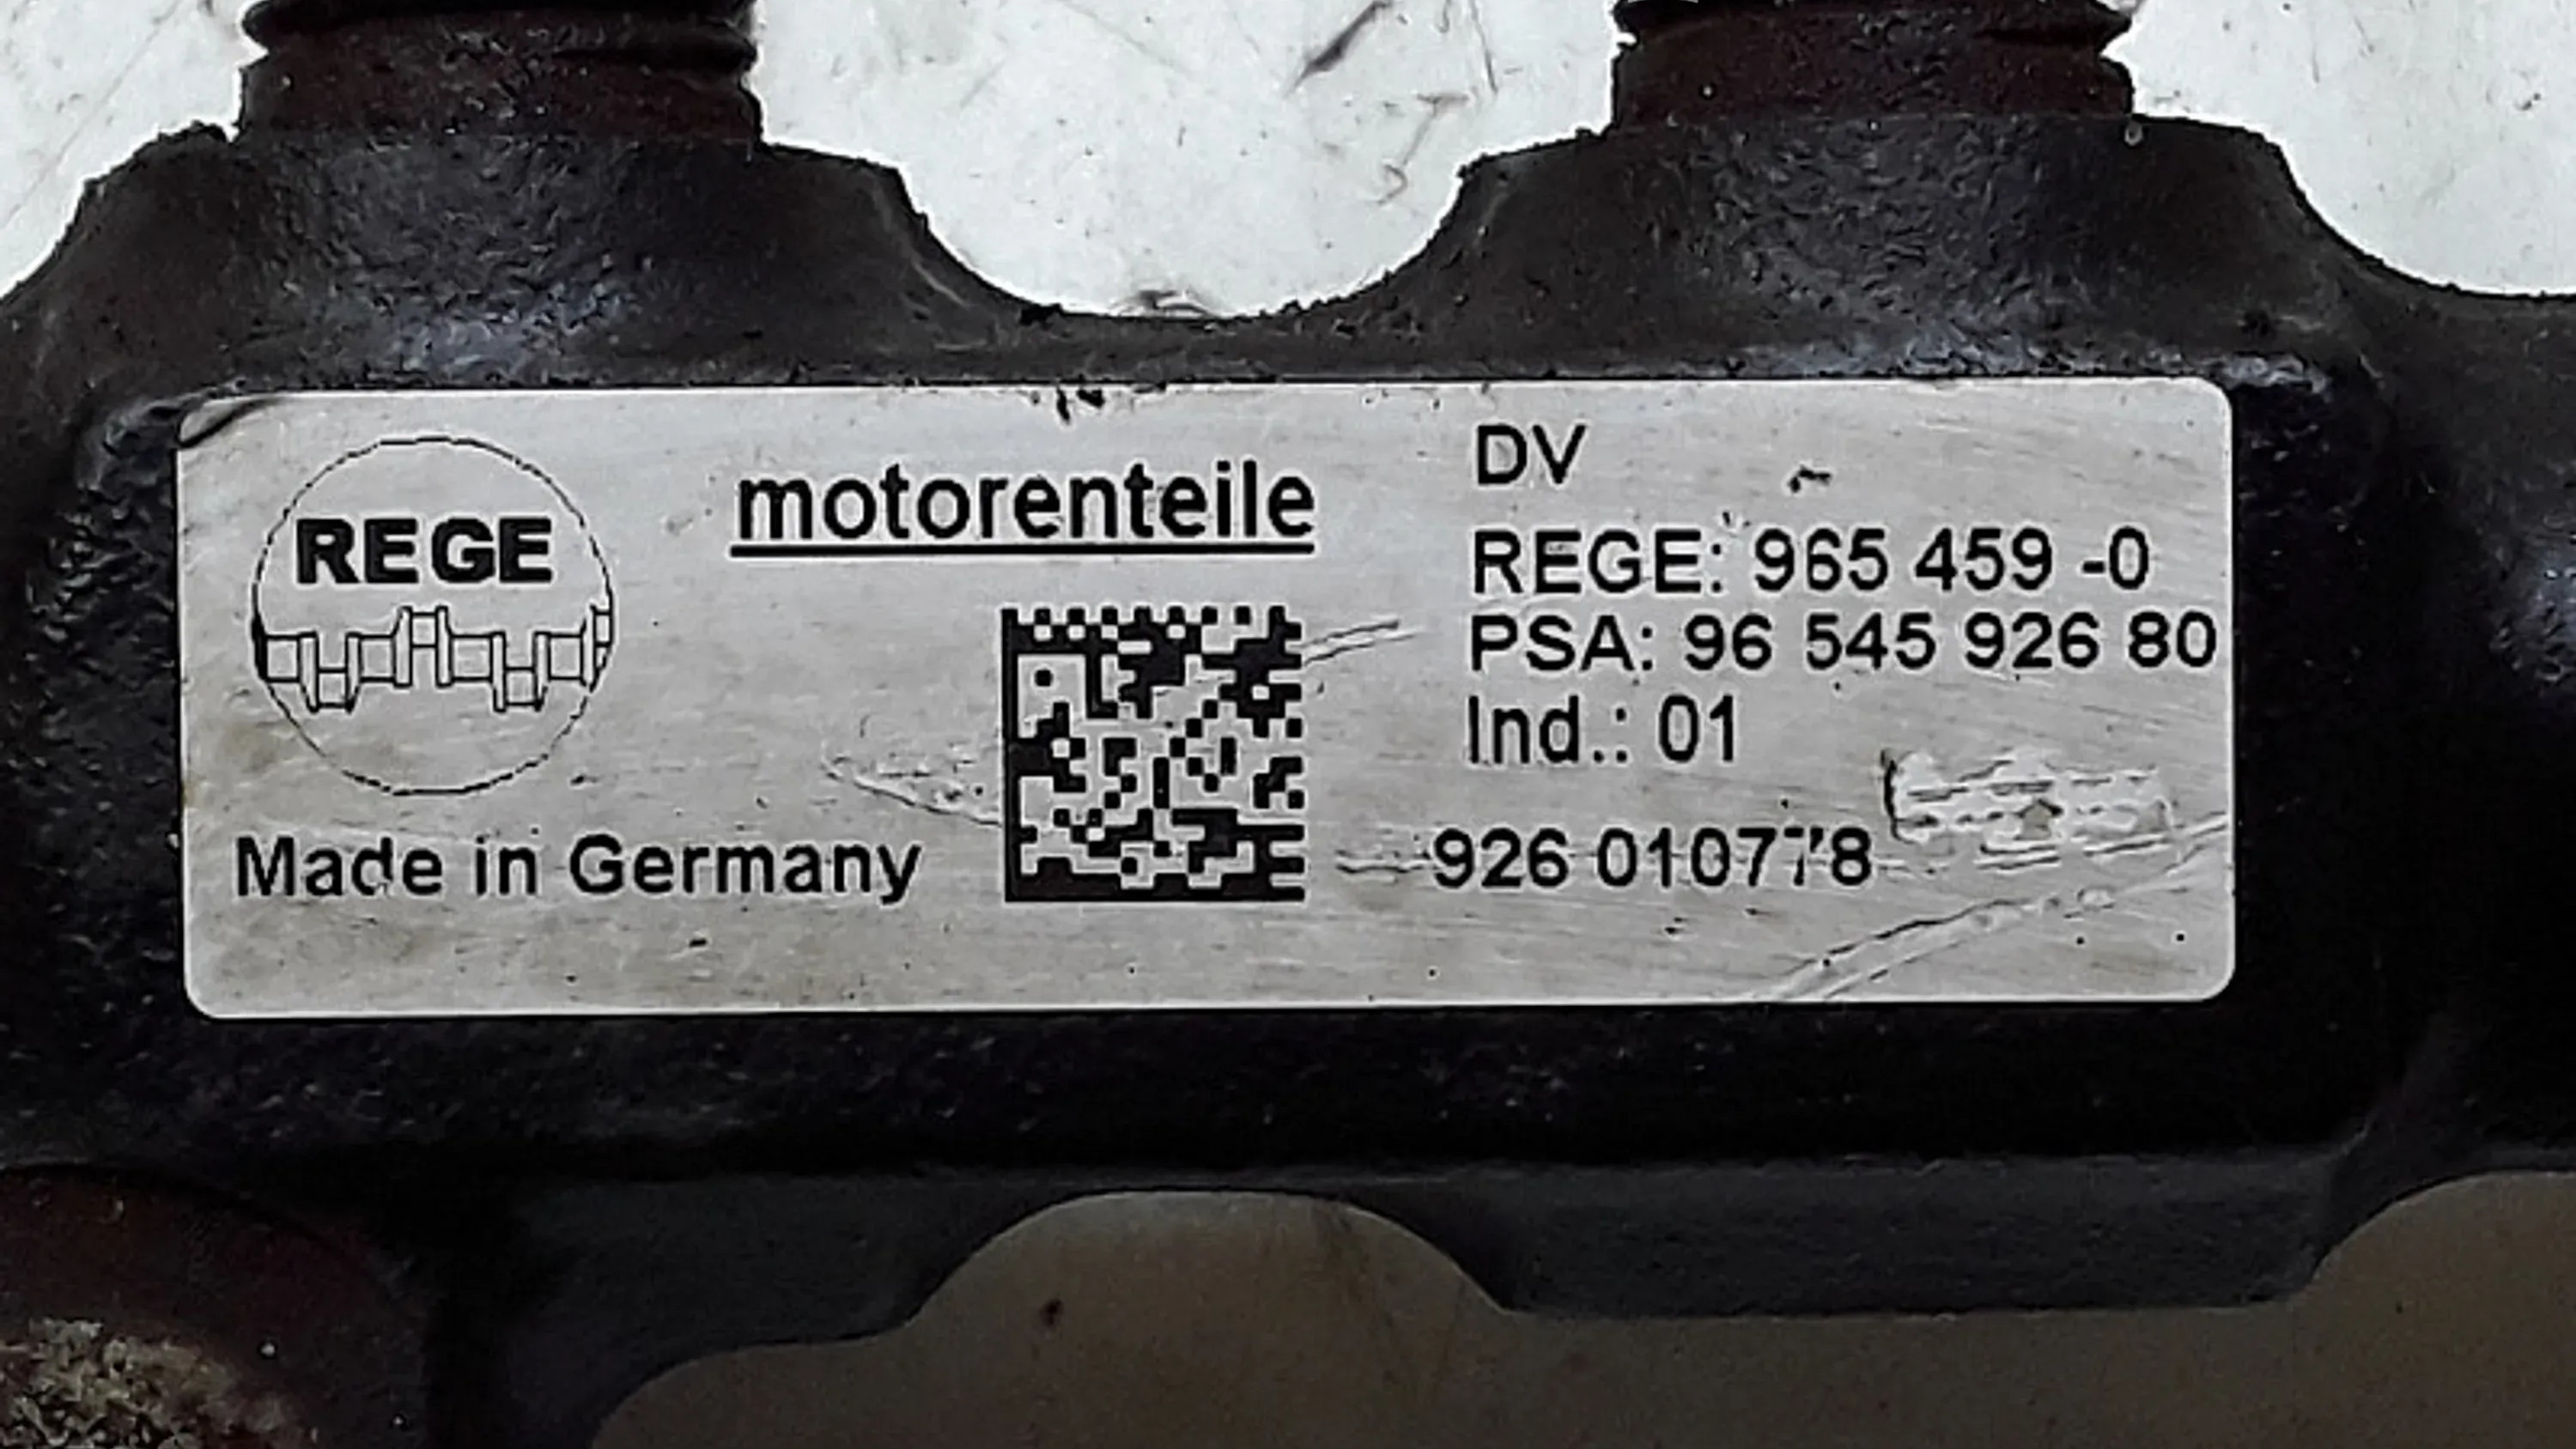 REGE
motorenteile
Made in Germany
DV
REGE: 965 459 -0
PSA: 96 545 926 80
Ind.: 01
926 010778